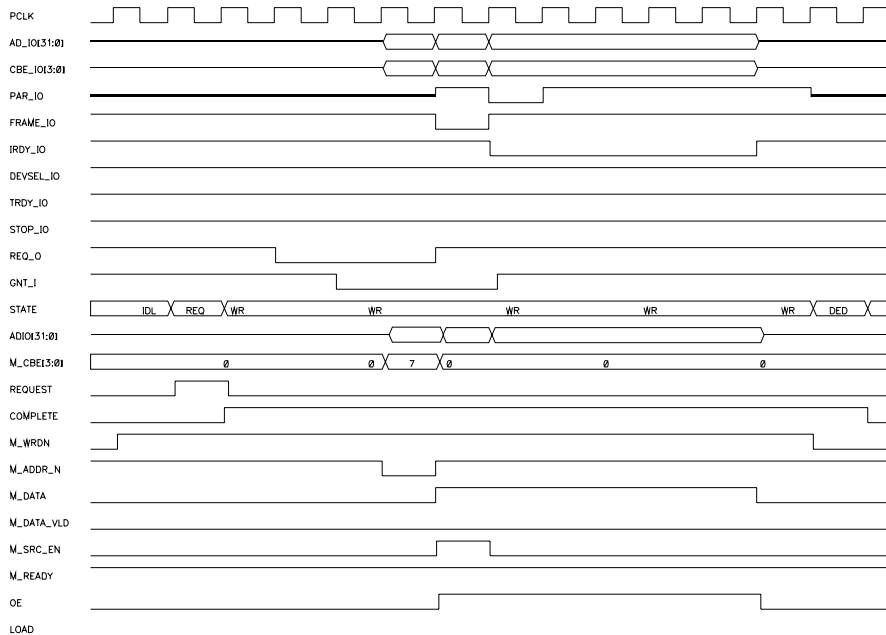 PCLK
AD_IO[31:0]
CBE_IO[3:0]
PAR_IO
FRAME_IO
IRDY_IO
DEVSEL_IO
TRDY_IO
STOP_IO
REQ_O
GNT_I
STATE IDL REQ WR WR WR WR WR DED
ADIO[31:0]
M_CBE[3:0] 0 0 7 0 0 0
REQUEST
COMPLETE
M_WRDN
M_ADDR_N
M_DATA
M_DATA_VLD
M_SRC_EN
M_READY
OE
LOAD